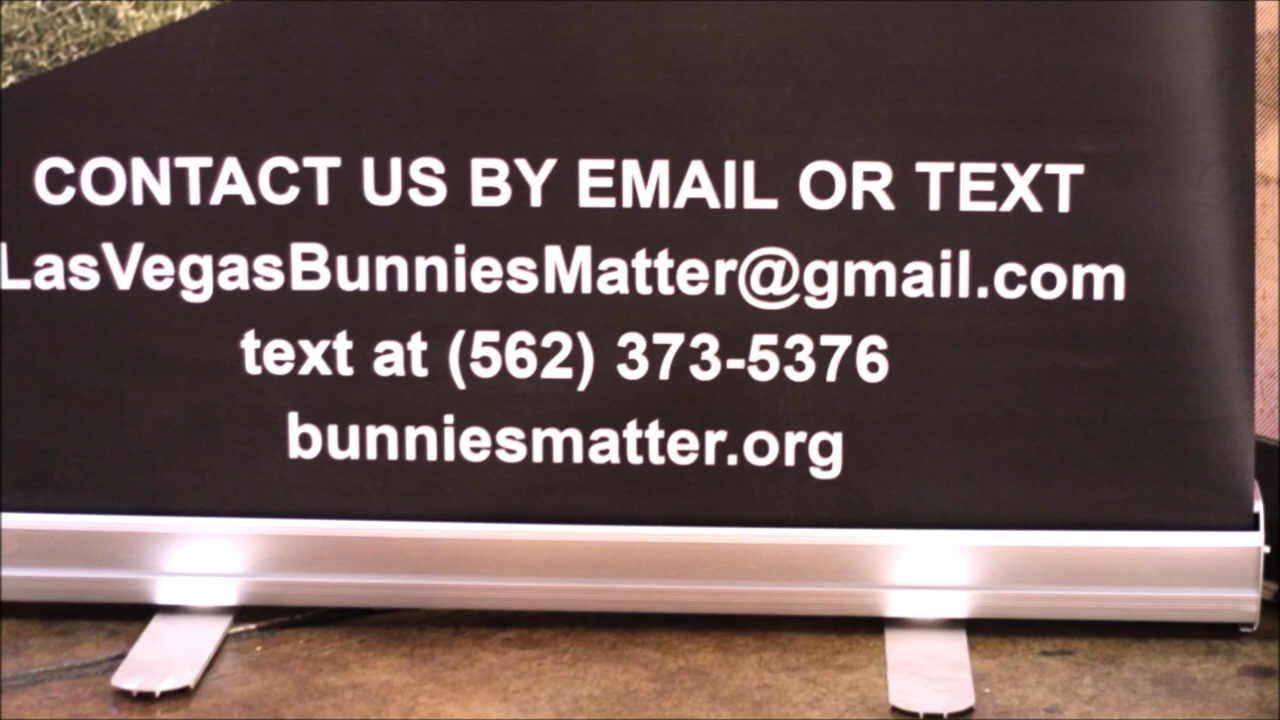 CONTACT US BY EMAIL OR TEXT
LasVegasBunniesMatter@gmail.com
text at (562) 373-5376
bunniesmatter.org